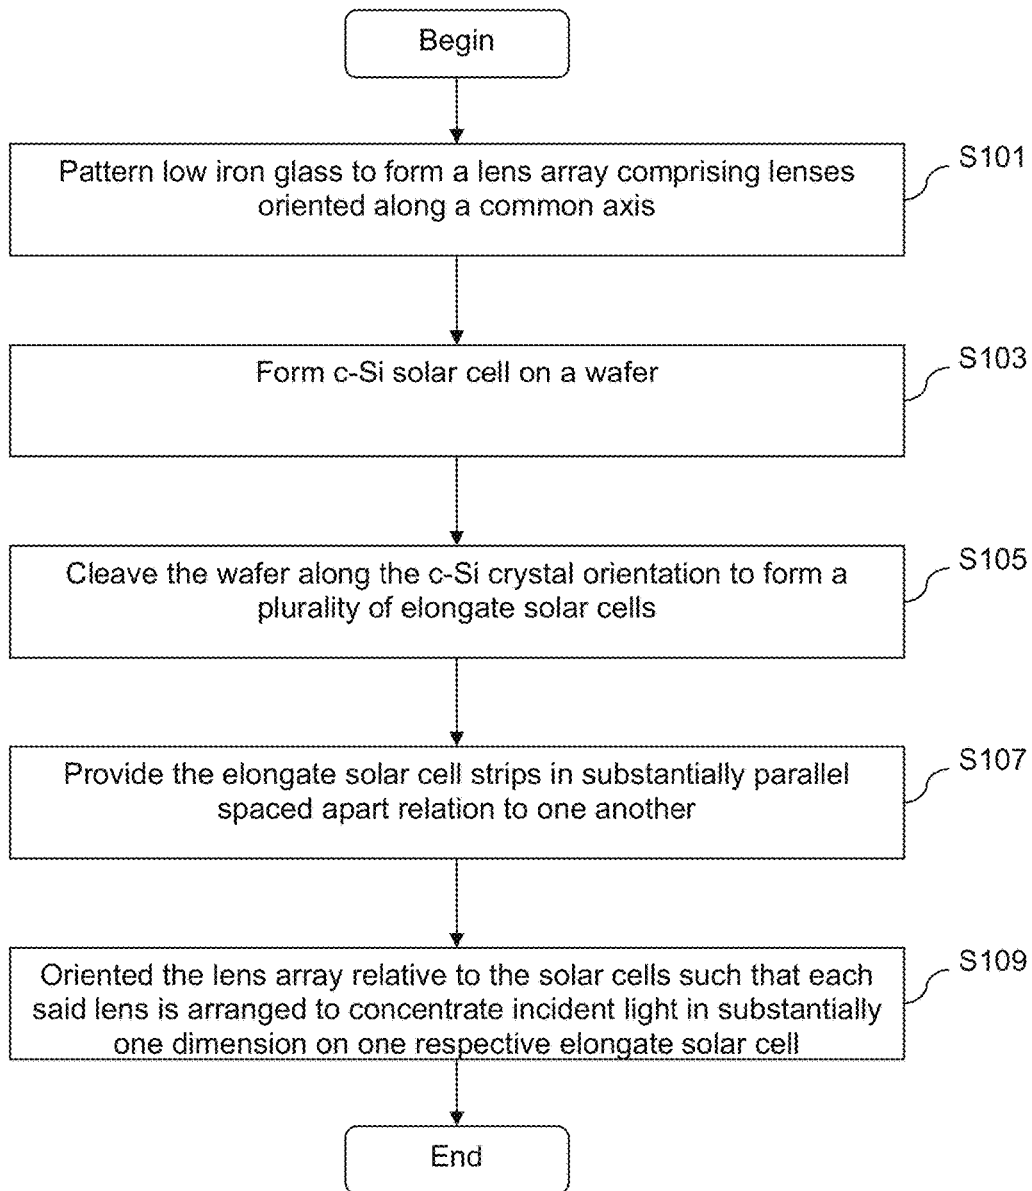 Begin
Pattern low iron glass to form a lens array comprising lenses
oriented along a common axis
S101
Form c-Si solar cell on a wafer
S103
Cleave the wafer along the c-Si crystal orientation to form a
plurality of elongate solar cells
S105
Provide the elongate solar cell strips in substantially parallel
spaced apart relation to one another
S107
Oriented the lens array relative to the solar cells such that each
said lens is arranged to concentrate incident light in substantially
one dimension on one respective elongate solar cell
S109
End